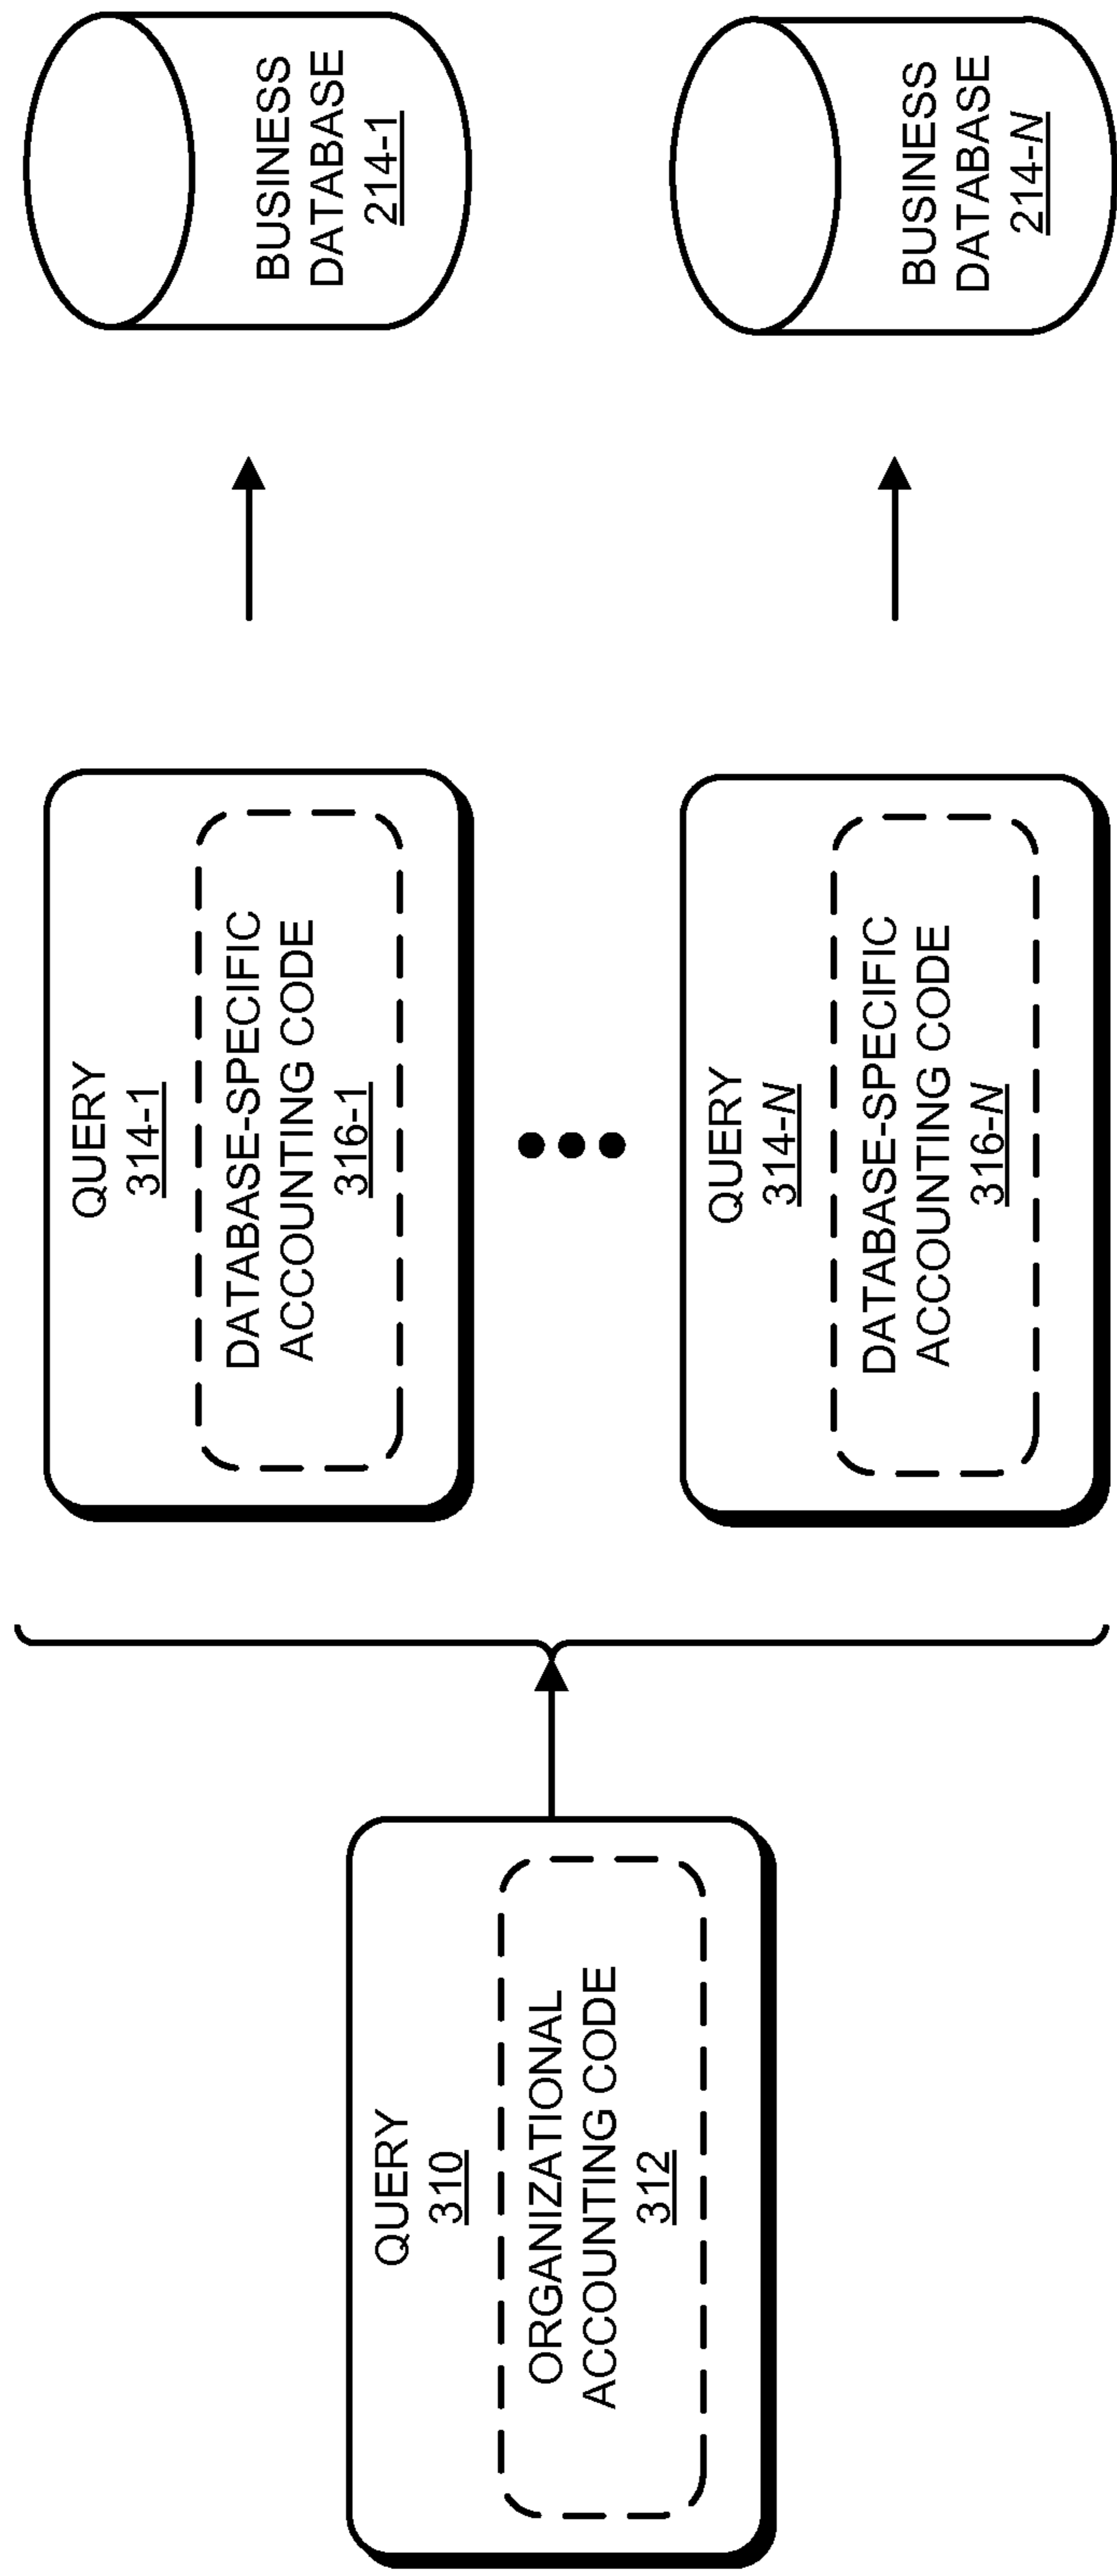 QUERY
310
ORGANIZATIONAL
ACCOUNTING CODE
312
QUERY
314-1
DATABASE-SPECIFIC
ACCOUNTING CODE
316-1
QUERY
314-N
DATABASE-SPECIFIC
ACCOUNTING CODE
316-N
BUSINESS
DATABASE
214-1
BUSINESS
DATABASE
214-N